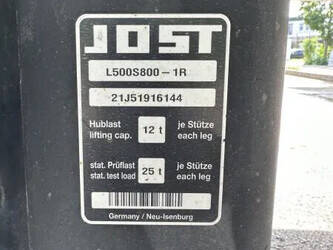 JOST
L500S800-1R
21J51916144
Hublast 12 t je Stütze
lifting cap. each leg
stat. Prüflast 25 t je Stütze
stat. test load each leg
Germany / Neu-Isenburg